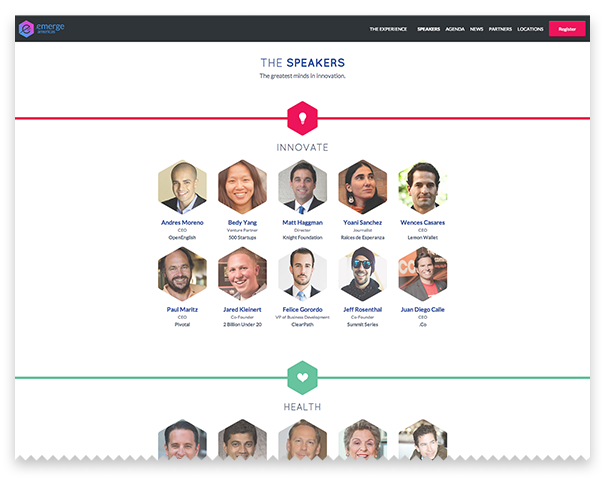 emerge
americas
THE EXPERIENCE SPEAKERS AGENDA NEWS PARTNERS LOCATIONS Register
THE SPEAKERS
The greatest minds in innovation.
INNOVATE
Andres Moreno
CEO
OpenEnglish
Bedy Yang
Venture Partner
500 Startups
Matt Haggman
Director
Knight Foundation
Yoani Sanchez
Journalist
Raices de Esperanza
Wences Casares
CEO
Lemon Wallet
Paul Maritz
CEO
Pivotal
Jared Kleinert
Co-Founder
2 Billion Under 20
Felice Gorordo
VP of Business Development
ClearPath
Jeff Rosenthal
Co-Founder
Summit Series
Juan Diego Calle
CEO
.Co
HEALTH